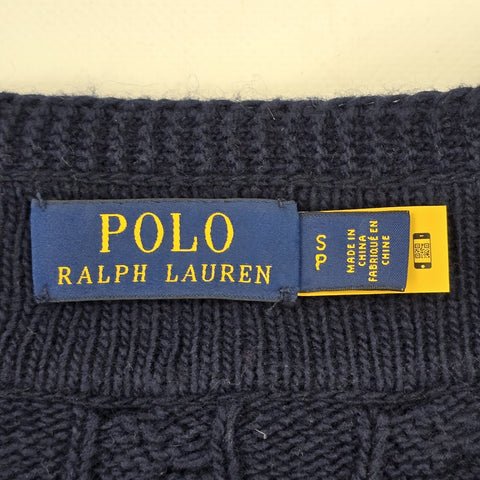 POLO
RALPH LAUREN
S
P
MADE IN
CHINA
FABRIQUÉ EN
CHINE